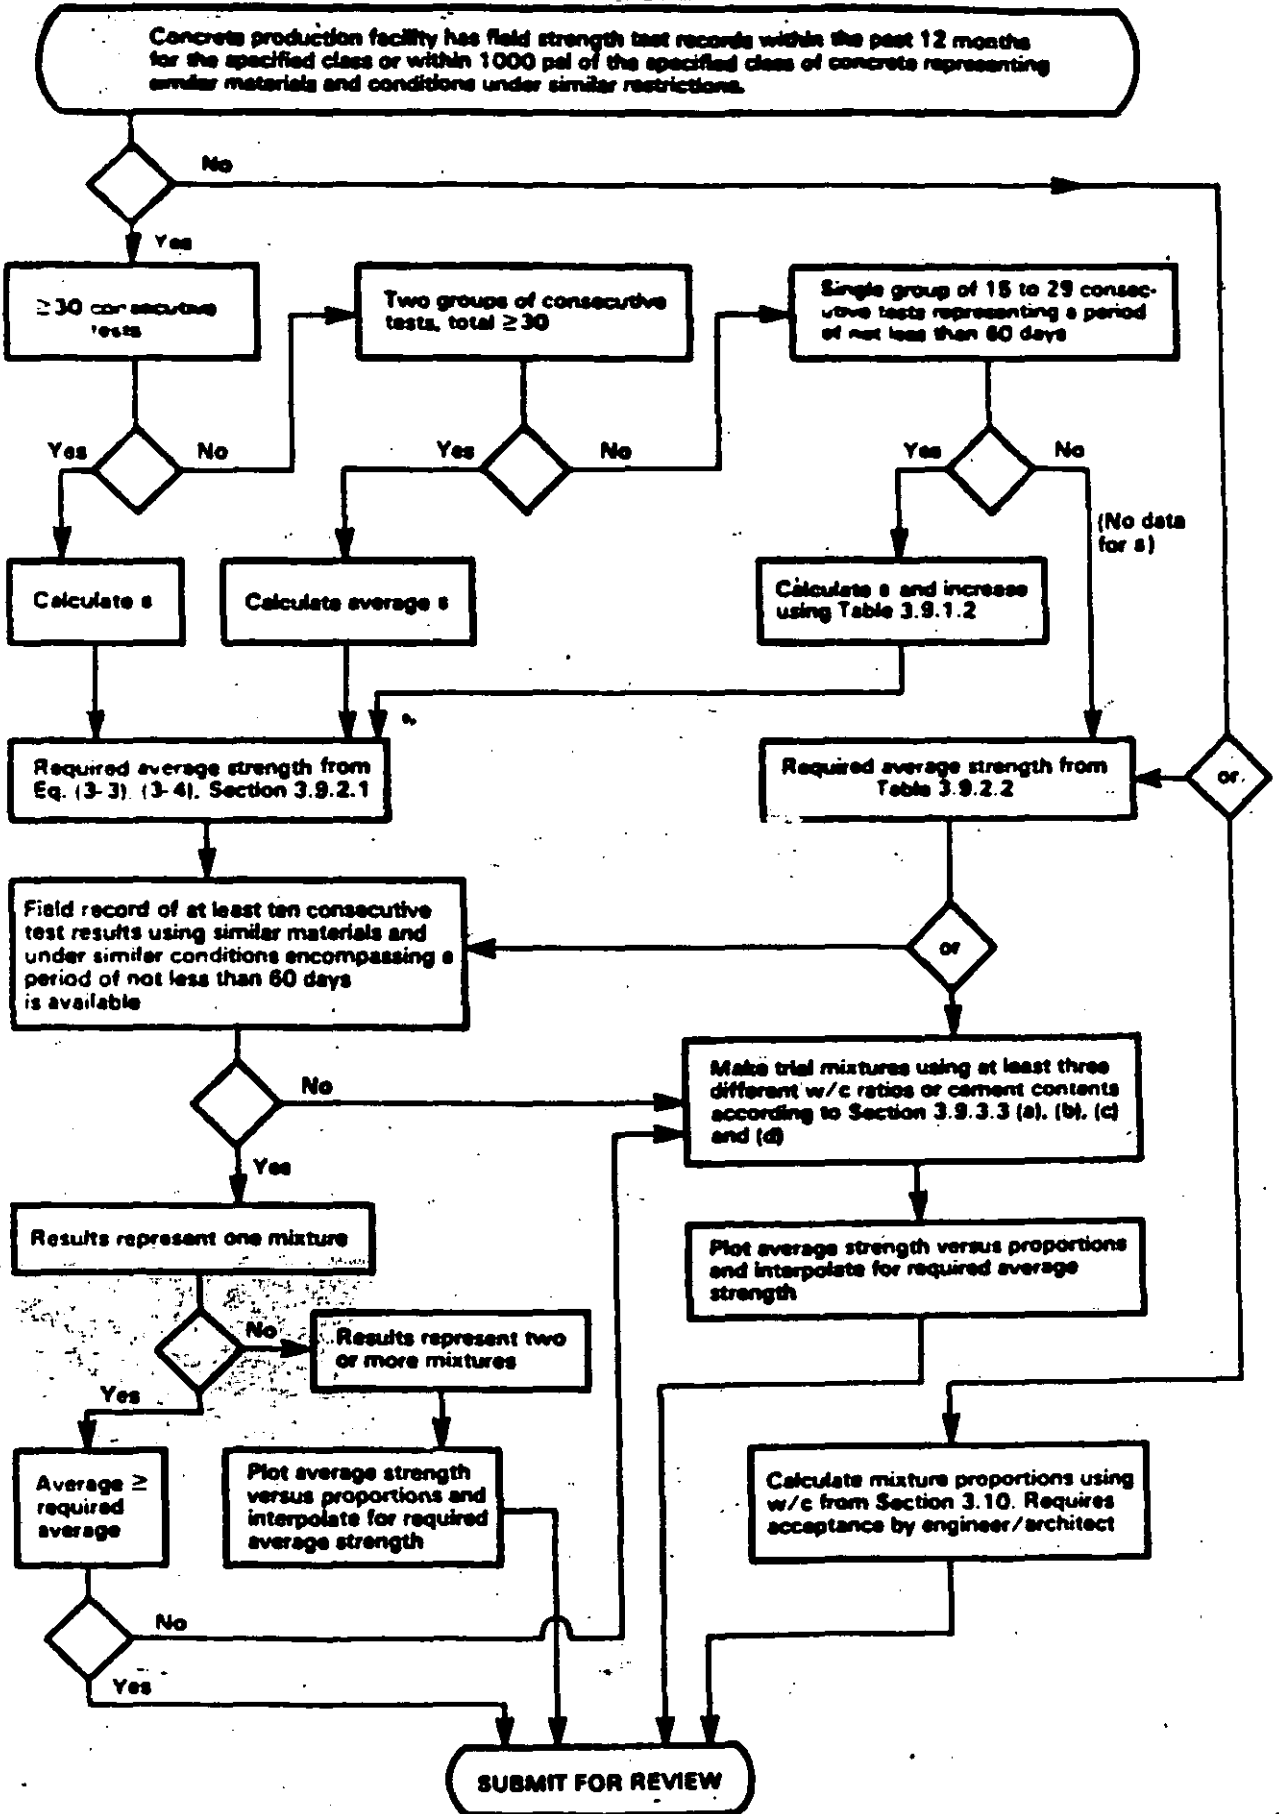 Concrete production facility has field strength test records within the past 12 months
for the specified class or within 1000 psi of the specified class of concrete representing
similar materials and conditions under similar restrictions.
No
Yes
≥30 consecutive
tests
Two groups of consecutive
tests, total ≥30
Single group of 15 to 29 consec-
utive tests representing a period
of not less than 60 days
Yes
No
Yes
No
Yes
No
(No data
for s)
Calculate s
Calculate average s
Calculate s and increase
using Table 3.9.1.2
Required average strength from
Eq. (3-3), (3-4), Section 3.9.2.1
Required average strength from
Table 3.9.2.2
or
Field record of at least ten consecutive
test results using similar materials and
under similar conditions encompassing a
period of not less than 60 days
is available
or
No
Make trial mixtures using at least three
different w/c ratios or cement contents
according to Section 3.9.3.3 (a), (b), (c)
and (d)
Yes
Results represent one mixture
Plot average strength versus proportions
and interpolate for required average
strength
No
Results represent two
or more mixtures
Yes
Average ≥
required
average
Plot average strength
versus proportions and
interpolate for required
average strength
Calculate mixture proportions using
w/c from Section 3.10. Requires
acceptance by engineer/architect
No
Yes
SUBMIT FOR REVIEW